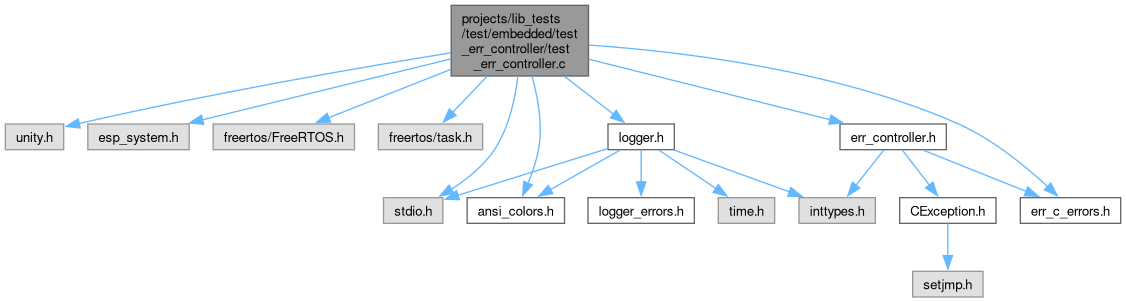 projects/lib_tests
/test/embedded/test
_err_controller/test
_err_controller.c
unity.h
esp_system.h
freertos/FreeRTOS.h
freertos/task.h
logger.h
err_controller.h
stdio.h
ansi_colors.h
logger_errors.h
time.h
inttypes.h
CException.h
err_c_errors.h
setjmp.h